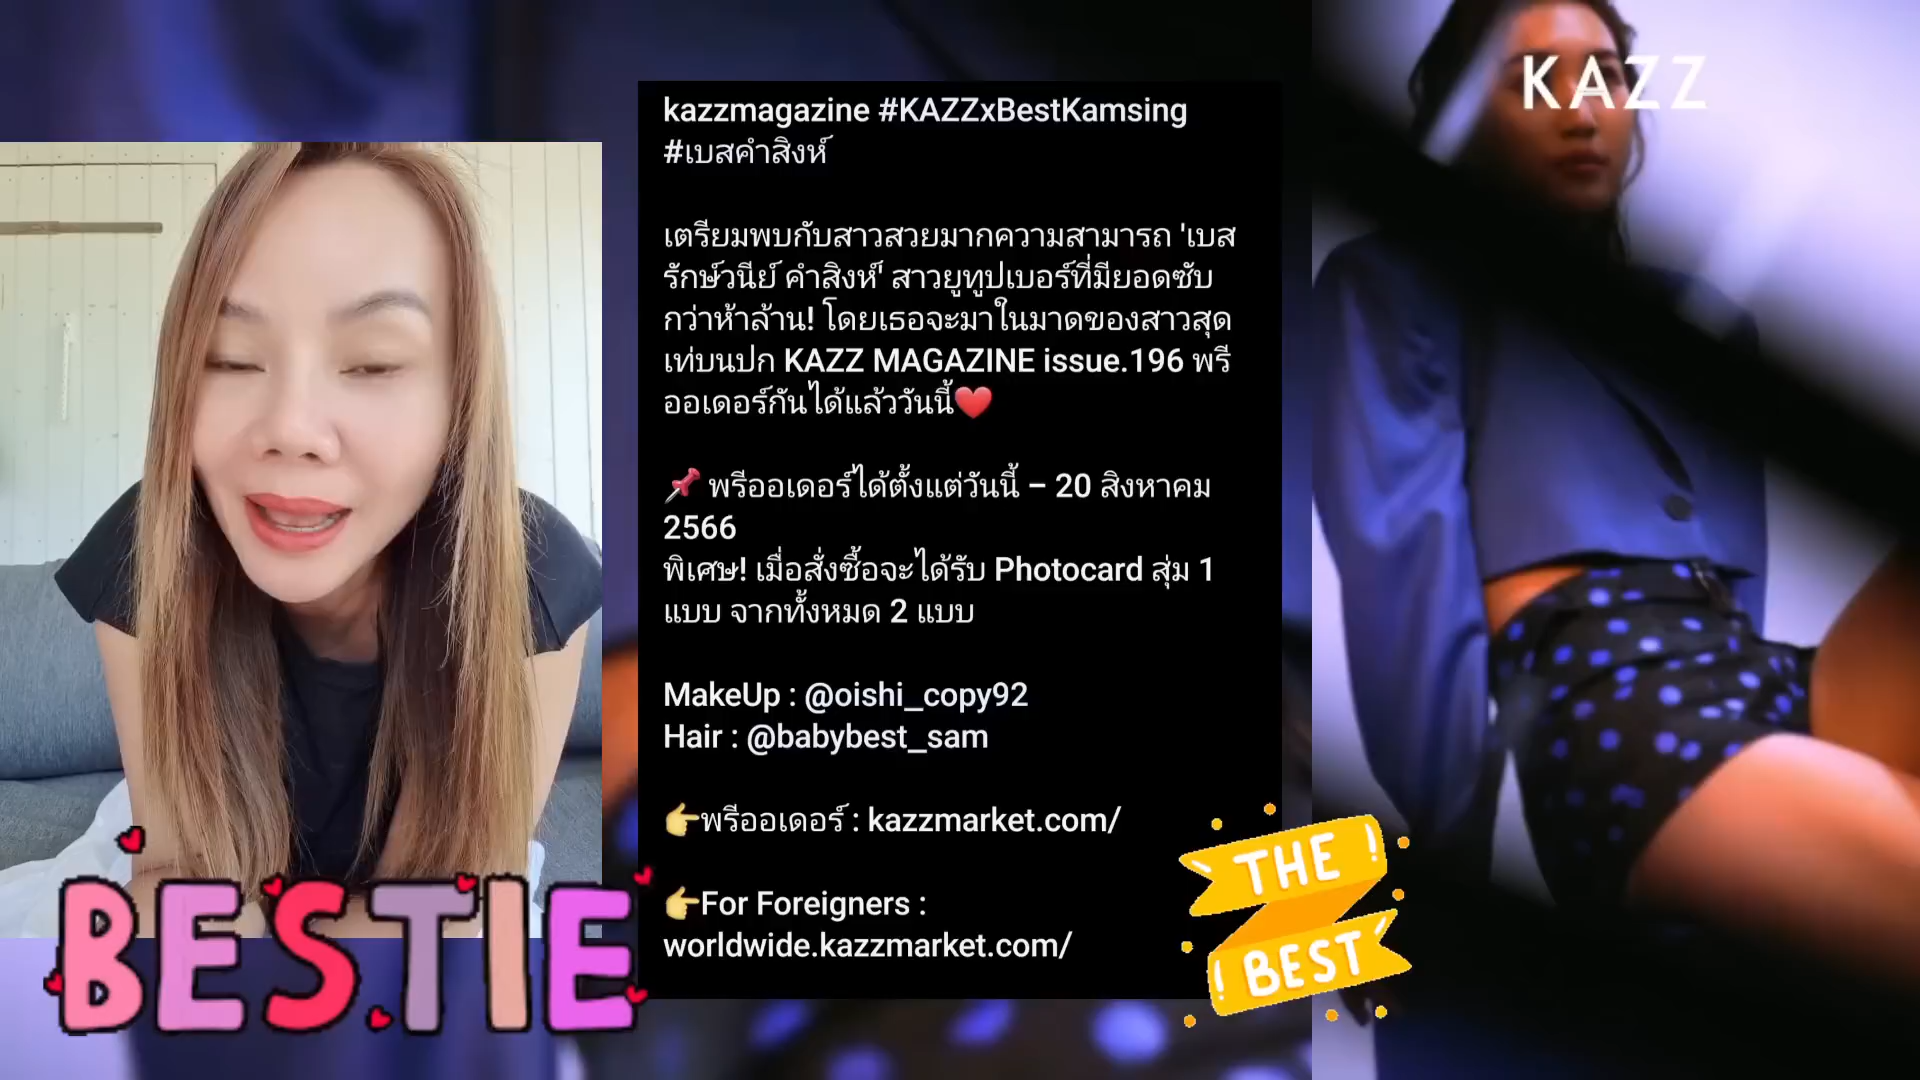 KAZZ
kazzmagazine #KAZZxBestKamsing
#เบสคำสิงห์
เตรียมพบกับสาวสวยมากความสามารถ 'เบส
รักษ์วนีย์ คำสิงห์' สาวยูทูปเบอร์ที่มียอดซับ
กว่าห้าล้าน! โดยเธอจะมาในมาดของสาวสุด
เท่บนปก KAZZ MAGAZINE issue.196 พรี
ออเดอร์กันได้แล้ววันนี้❤️
📌 พรีออเดอร์ได้ตั้งแต่วันนี้ – 20 สิงหาคม
2566
พิเศษ! เมื่อสั่งซื้อจะได้รับ Photocard สุ่ม 1
แบบ จากทั้งหมด 2 แบบ
MakeUp : @oishi_copy92
Hair : @babybest_sam
👉พรีออเดอร์ : kazzmarket.com/
👉For Foreigners :
worldwide.kazzmarket.com/
THE !
! BEST
BESTIE